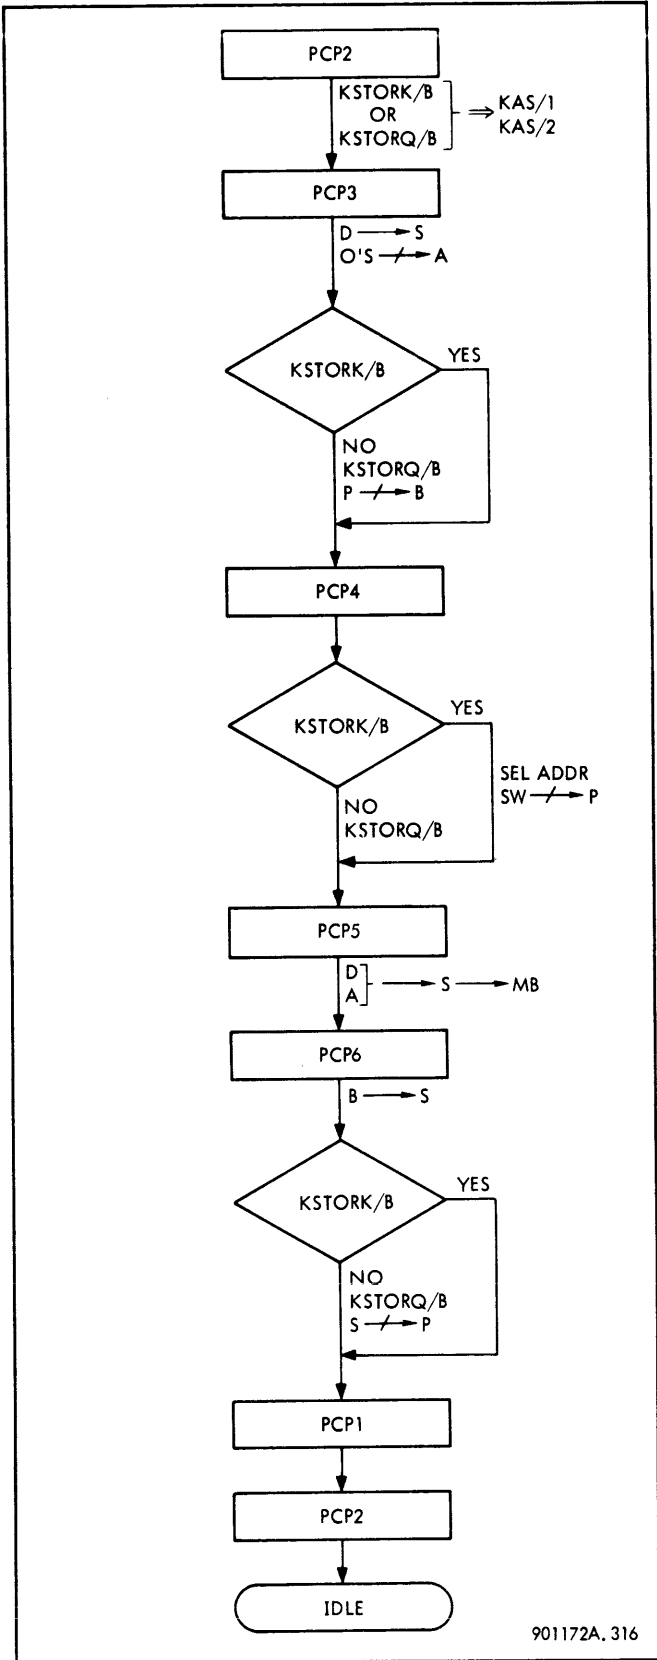 PCP2
KSTORK/B
OR
KSTORQ/B
⇒ KAS/1
KAS/2
PCP3
D → S
O'S ⇸ A
KSTORK/B
YES
NO
KSTORQ/B
P ⇸ B
PCP4
KSTORK/B
YES
SEL ADDR
SW ⇸ P
NO
KSTORQ/B
PCP5
D
A
→ S → MB
PCP6
B → S
KSTORK/B
YES
NO
KSTORQ/B
S ⇸ P
PCP1
PCP2
IDLE
901172A. 316